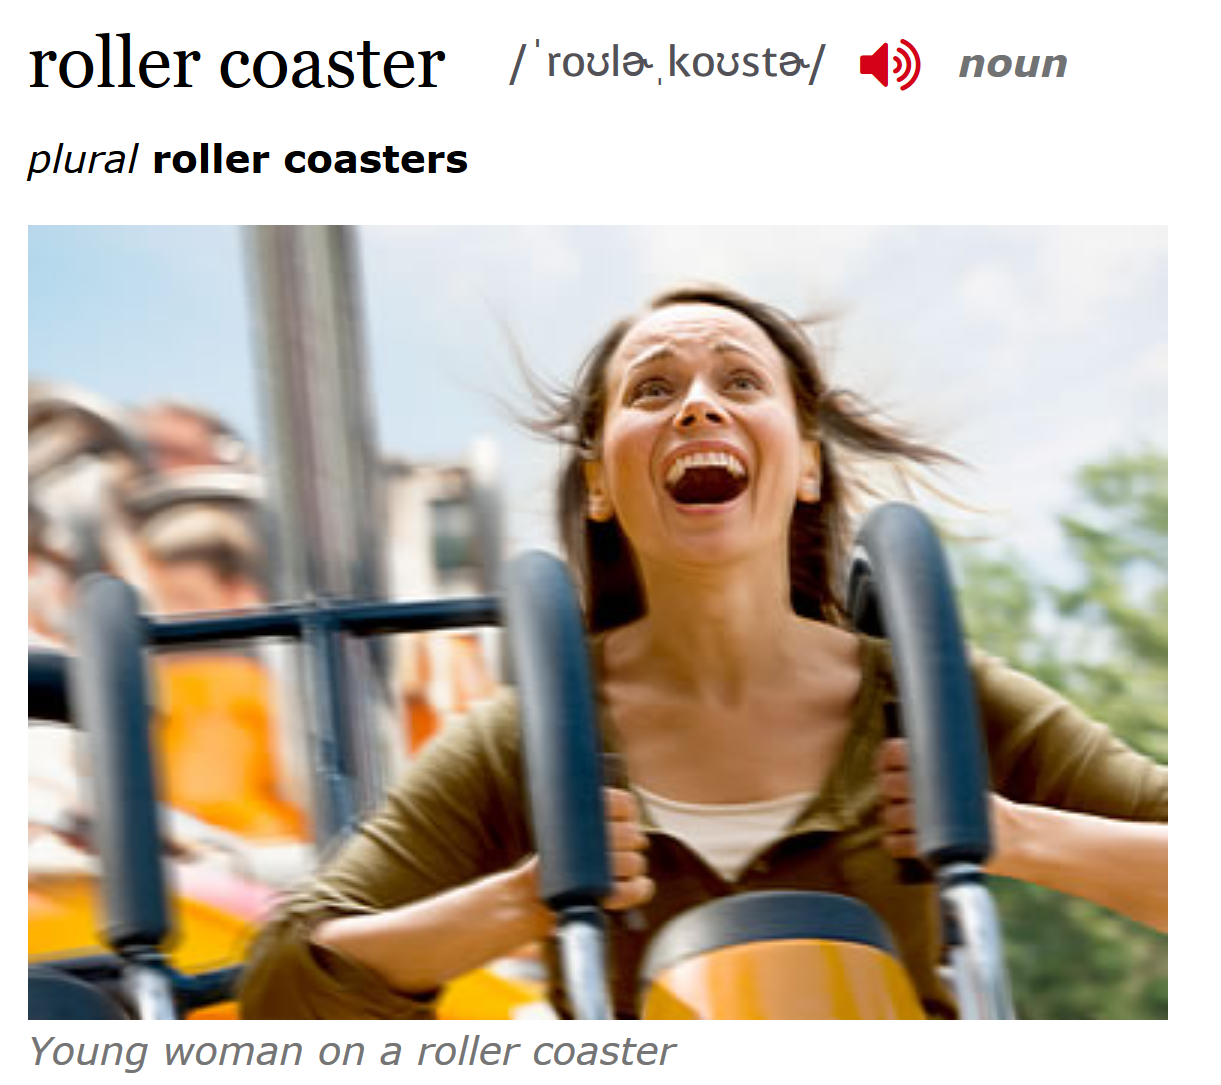 roller coaster /ˈroʊlɚˌkoʊstɚ/ noun
plural roller coasters
Young woman on a roller coaster